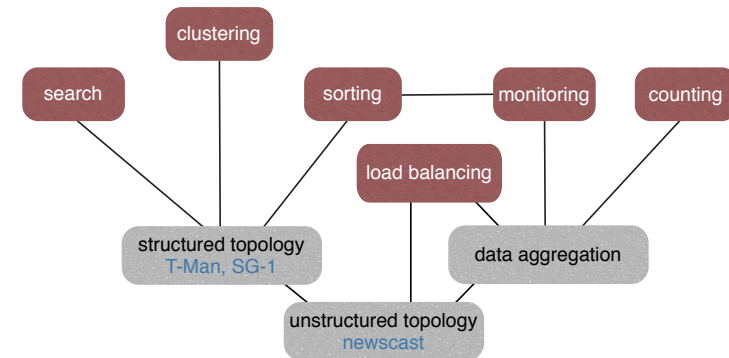 clustering
search
sorting
monitoring
counting
load balancing
structured topology
T-Man, SG-1
data aggregation
unstructured topology
newscast